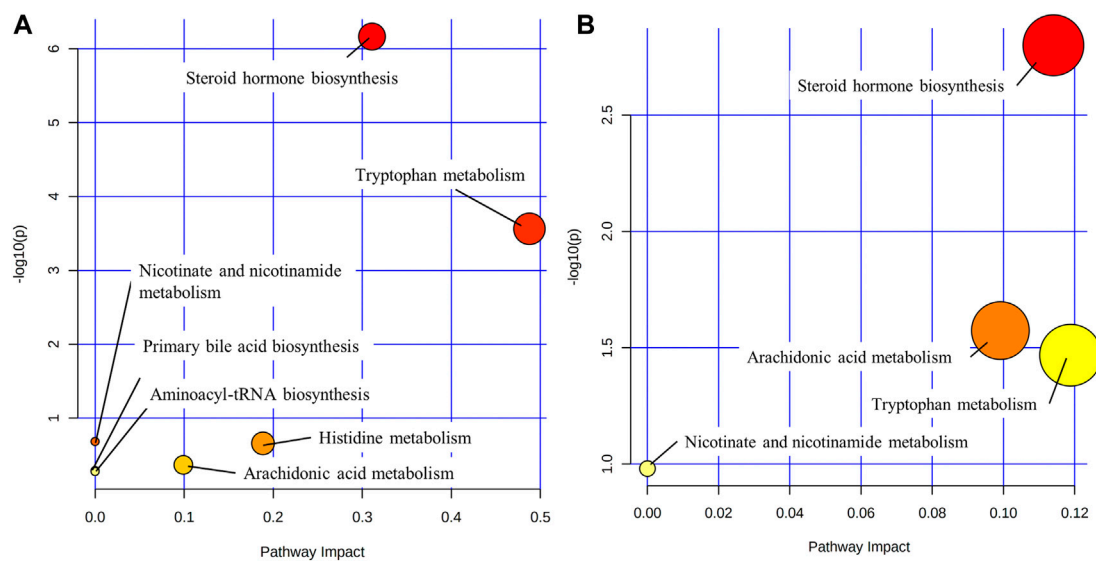 A
-log10(p)
6
5
4
3
2
1
Steroid hormone biosynthesis
Tryptophan metabolism
Nicotinate and nicotinamide
metabolism
Primary bile acid biosynthesis
Aminoacyl-tRNA biosynthesis
Histidine metabolism
Arachidonic acid metabolism
0.0 0.1 0.2 0.3 0.4 0.5
Pathway Impact
B
-log10(p)
2.5
2.0
1.5
1.0
Steroid hormone biosynthesis
Arachidonic acid metabolism
Tryptophan metabolism
Nicotinate and nicotinamide metabolism
0.00 0.02 0.04 0.06 0.08 0.10 0.12
Pathway Impact